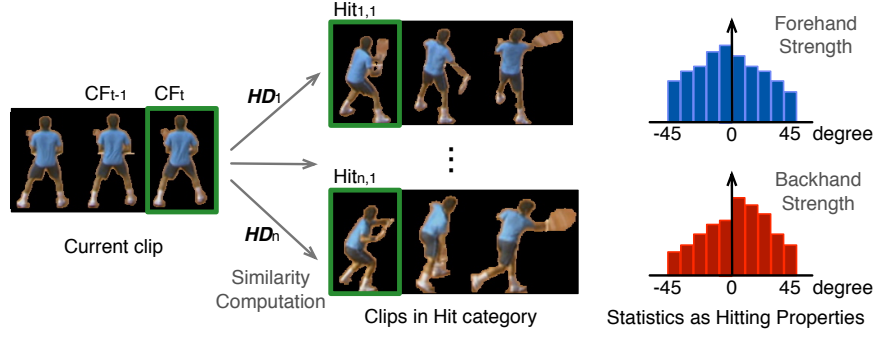 Hit1,1
Forehand
Strength
CFt-1 CFt
HD1
-45 0 45 degree
...
Hitn,1
Backhand
Strength
HDn
Current clip
Similarity
Computation
-45 0 45 degree
Clips in Hit category
Statistics as Hitting Properties